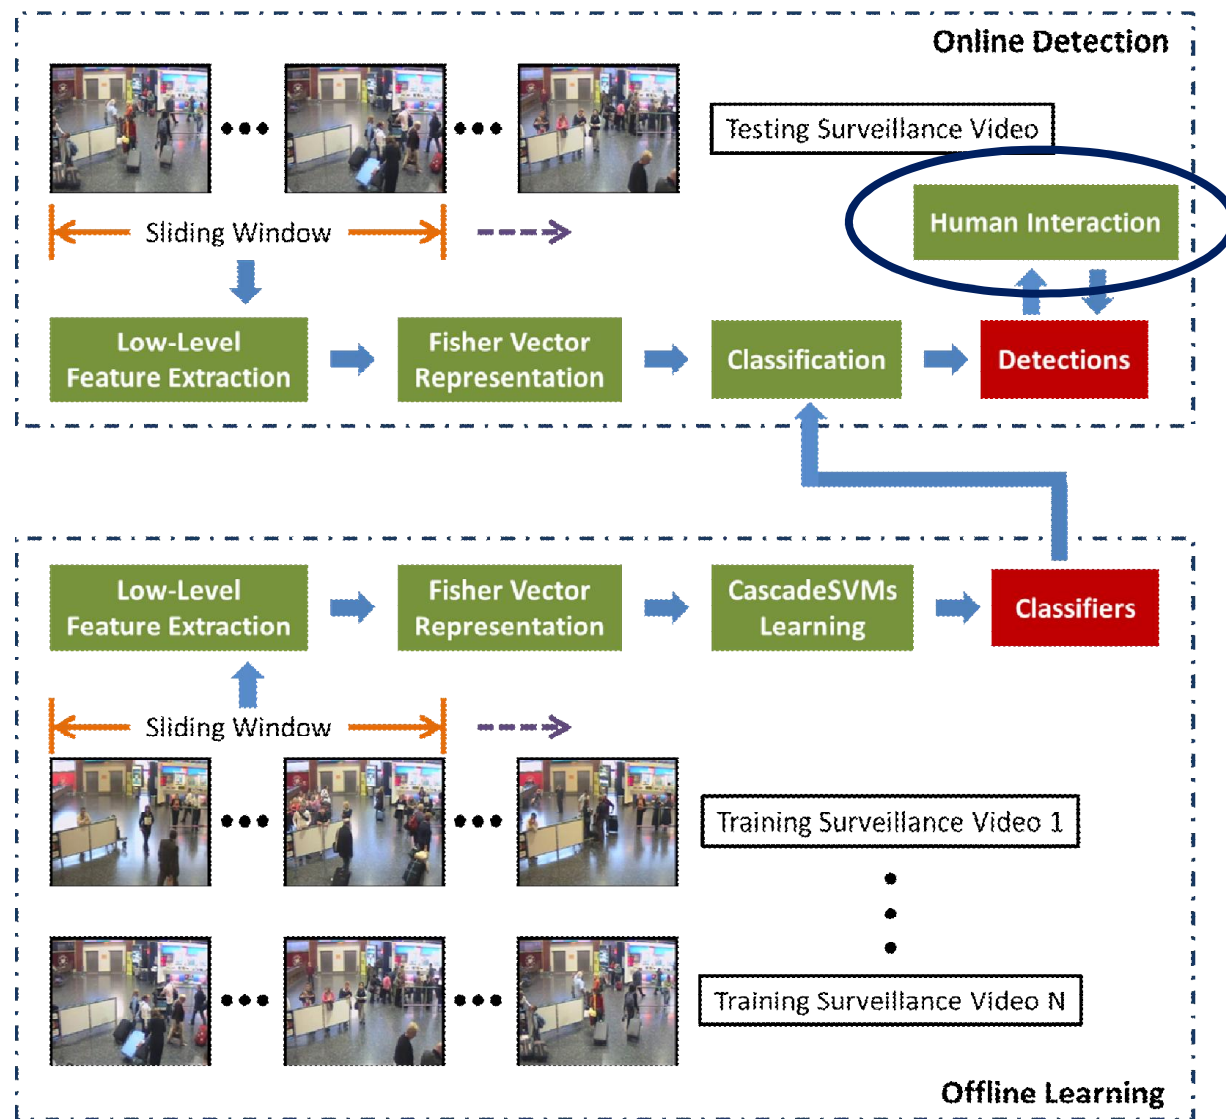 Online Detection
Testing Surveillance Video
Human Interaction
Sliding Window
Low-Level
Feature Extraction
Fisher Vector
Representation
Classification
Detections
Low-Level
Feature Extraction
Fisher Vector
Representation
CascadeSVMs
Learning
Classifiers
Sliding Window
Training Surveillance Video 1
Training Surveillance Video N
Offline Learning